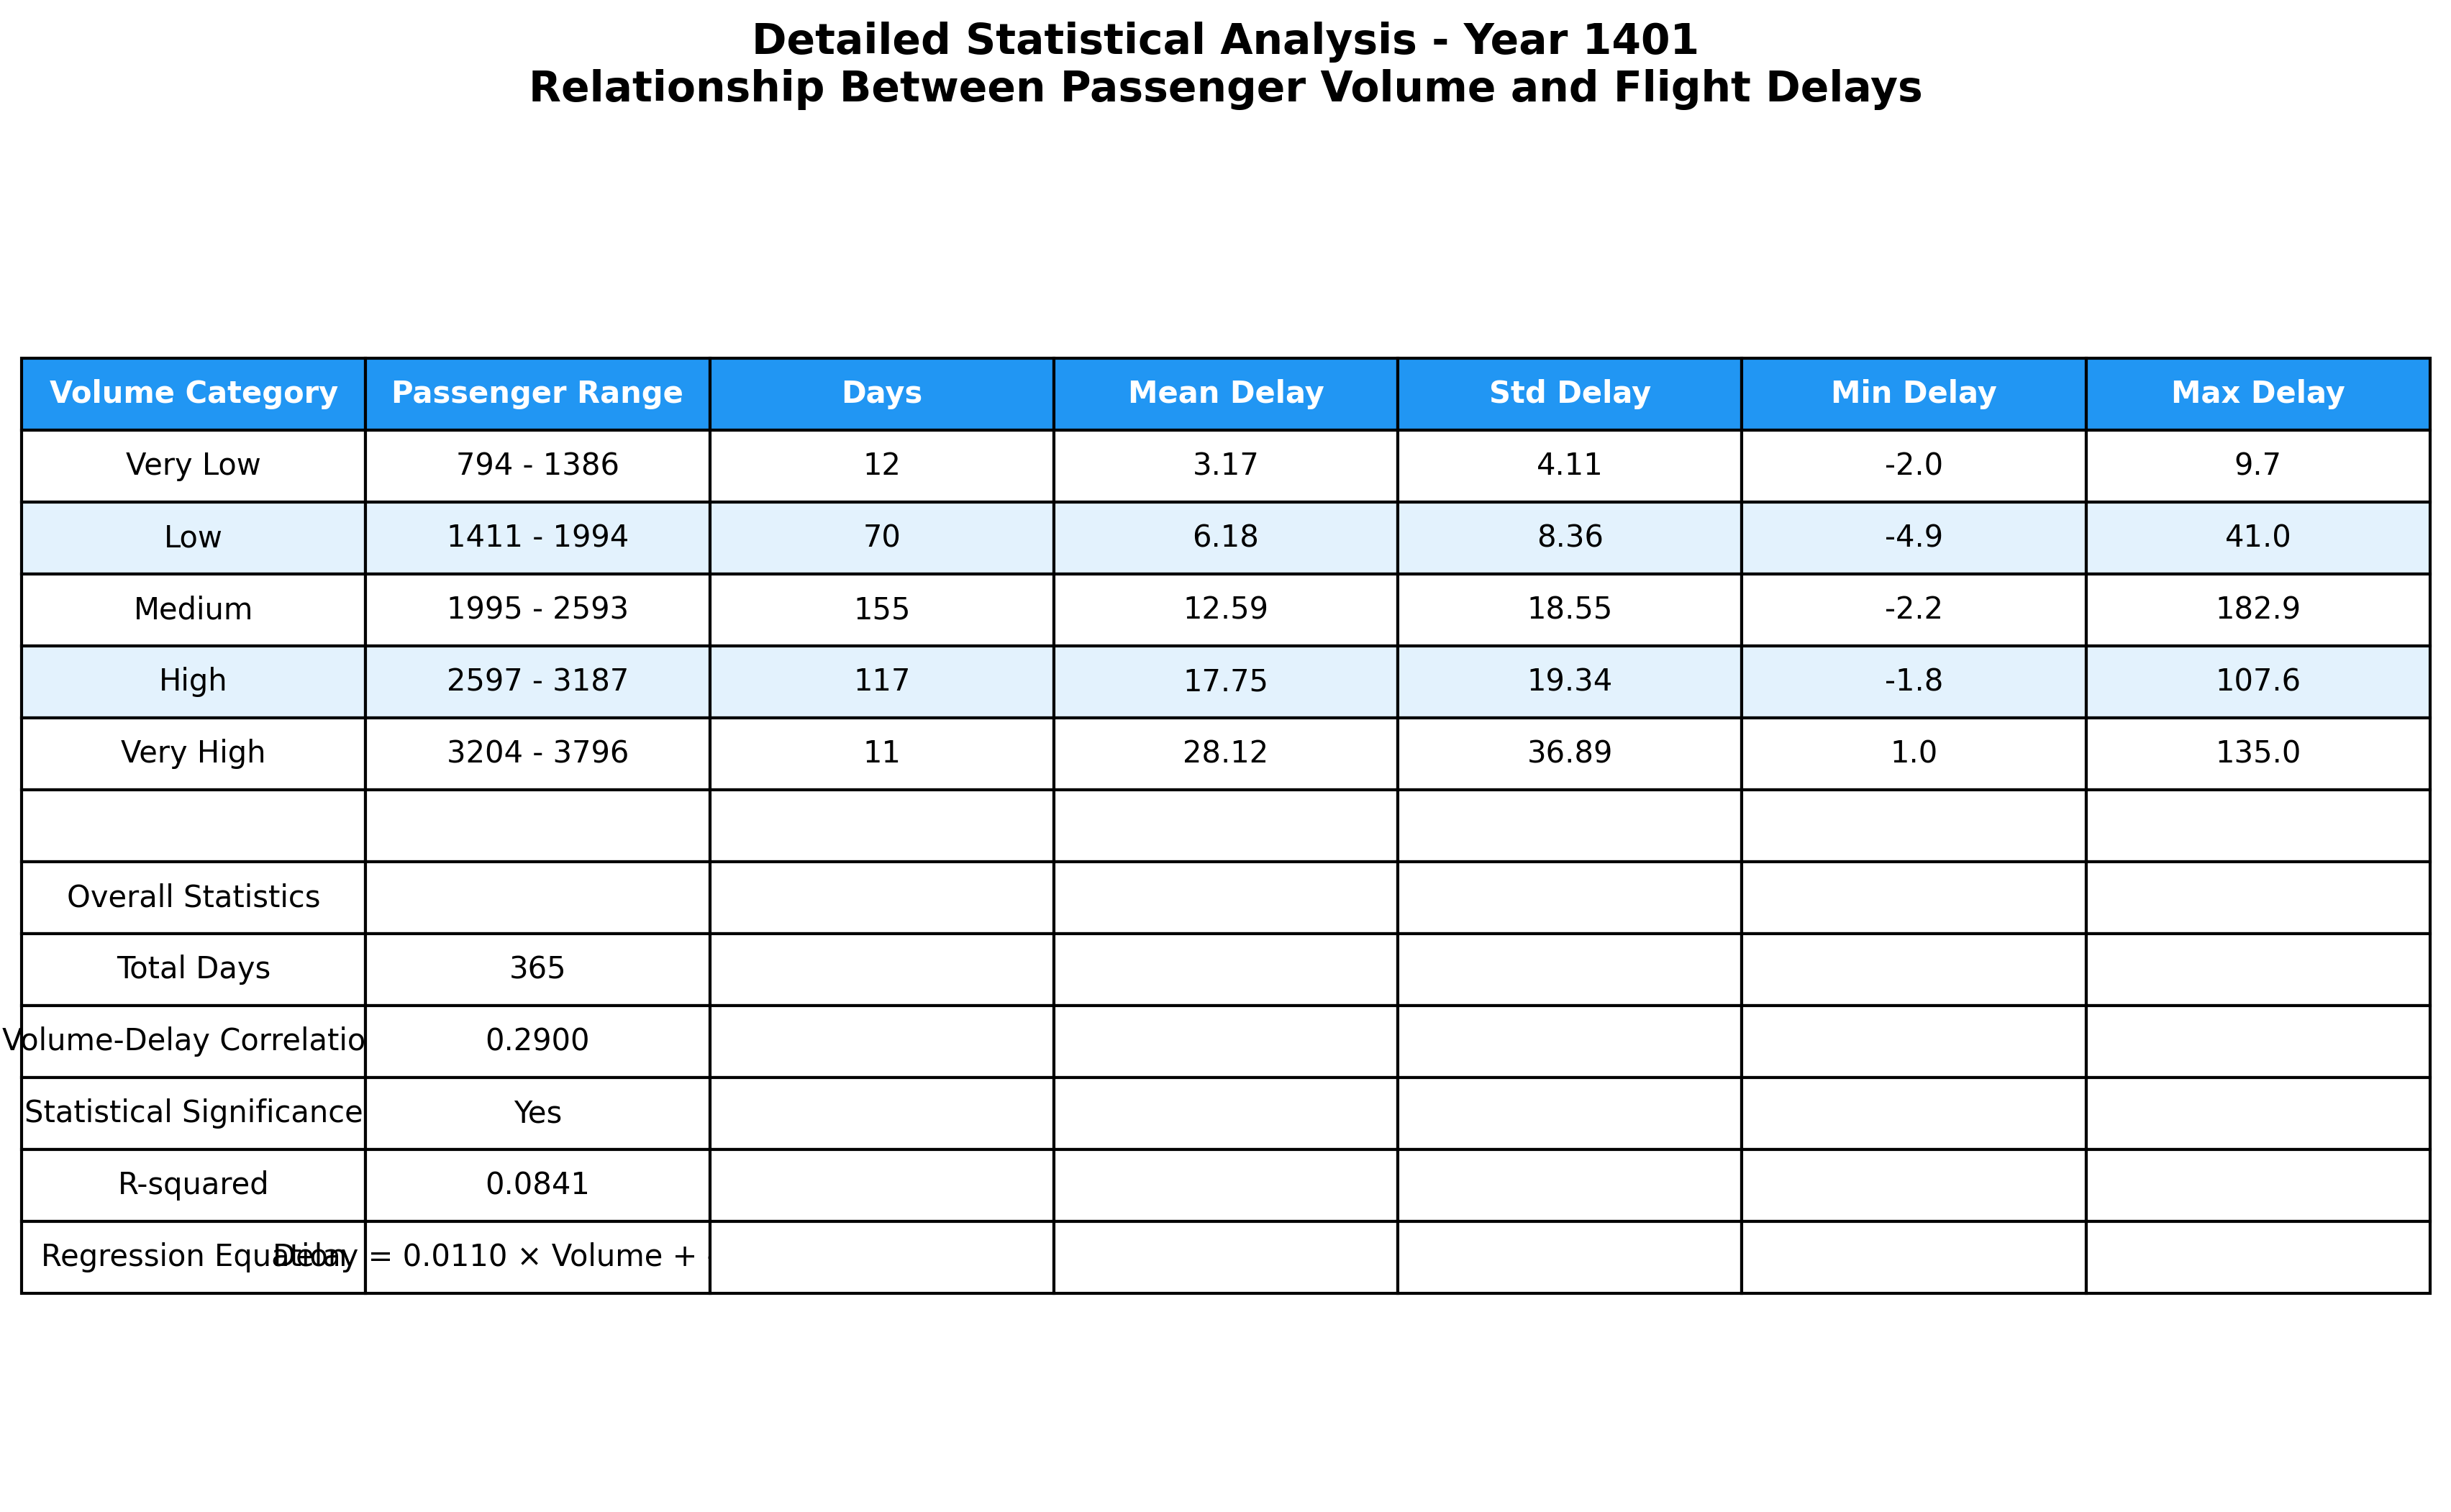 Detailed Statistical Analysis - Year 1401
Relationship Between Passenger Volume and Flight Delays
Volume Category Passenger Range Days Mean Delay Std Delay Min Delay Max Delay
Very Low 794 - 1386 12 3.17 4.11 -2.0 9.7
Low 1411 - 1994 70 6.18 8.36 -4.9 41.0
Medium 1995 - 2593 155 12.59 18.55 -2.2 182.9
High 2597 - 3187 117 17.75 19.34 -1.8 107.6
Very High 3204 - 3796 11 28.12 36.89 1.0 135.0
Overall Statistics
Total Days 365
Volume-Delay Correlatio 0.2900
Statistical Significance Yes
R-squared 0.0841
Regression Equation Delay = 0.0110 × Volume +